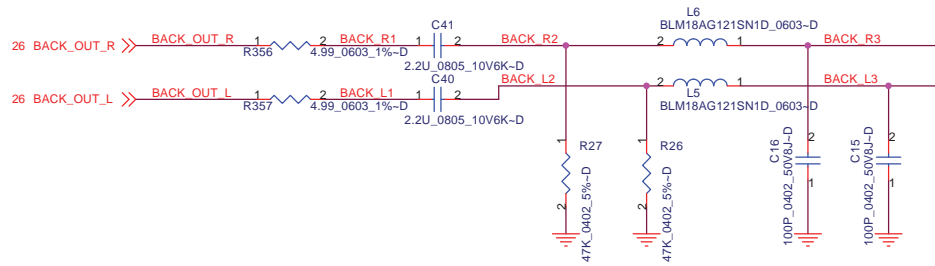 L6
BLM18AG121SN1D_0603~D
C41
26 BACK_OUT_R
BACK_OUT_R
1
2
BACK_R1
1
2
BACK_R2
2
1
BACK_R3
R356
4.99_0603_1%~D
2.2U_0805_10V6K~D
C40
26 BACK_OUT_L
BACK_OUT_L
1
2
BACK_L1
1
2
BACK_L2
2
1
BACK_L3
R357
4.99_0603_1%~D
2.2U_0805_10V6K~D
L5
BLM18AG121SN1D_0603~D
1
R27
2
47K_0402_5%~D
1
R26
2
47K_0402_5%~D
C16
2
1
100P_0402_50V8J~D
C15
2
1
100P_0402_50V8J~D